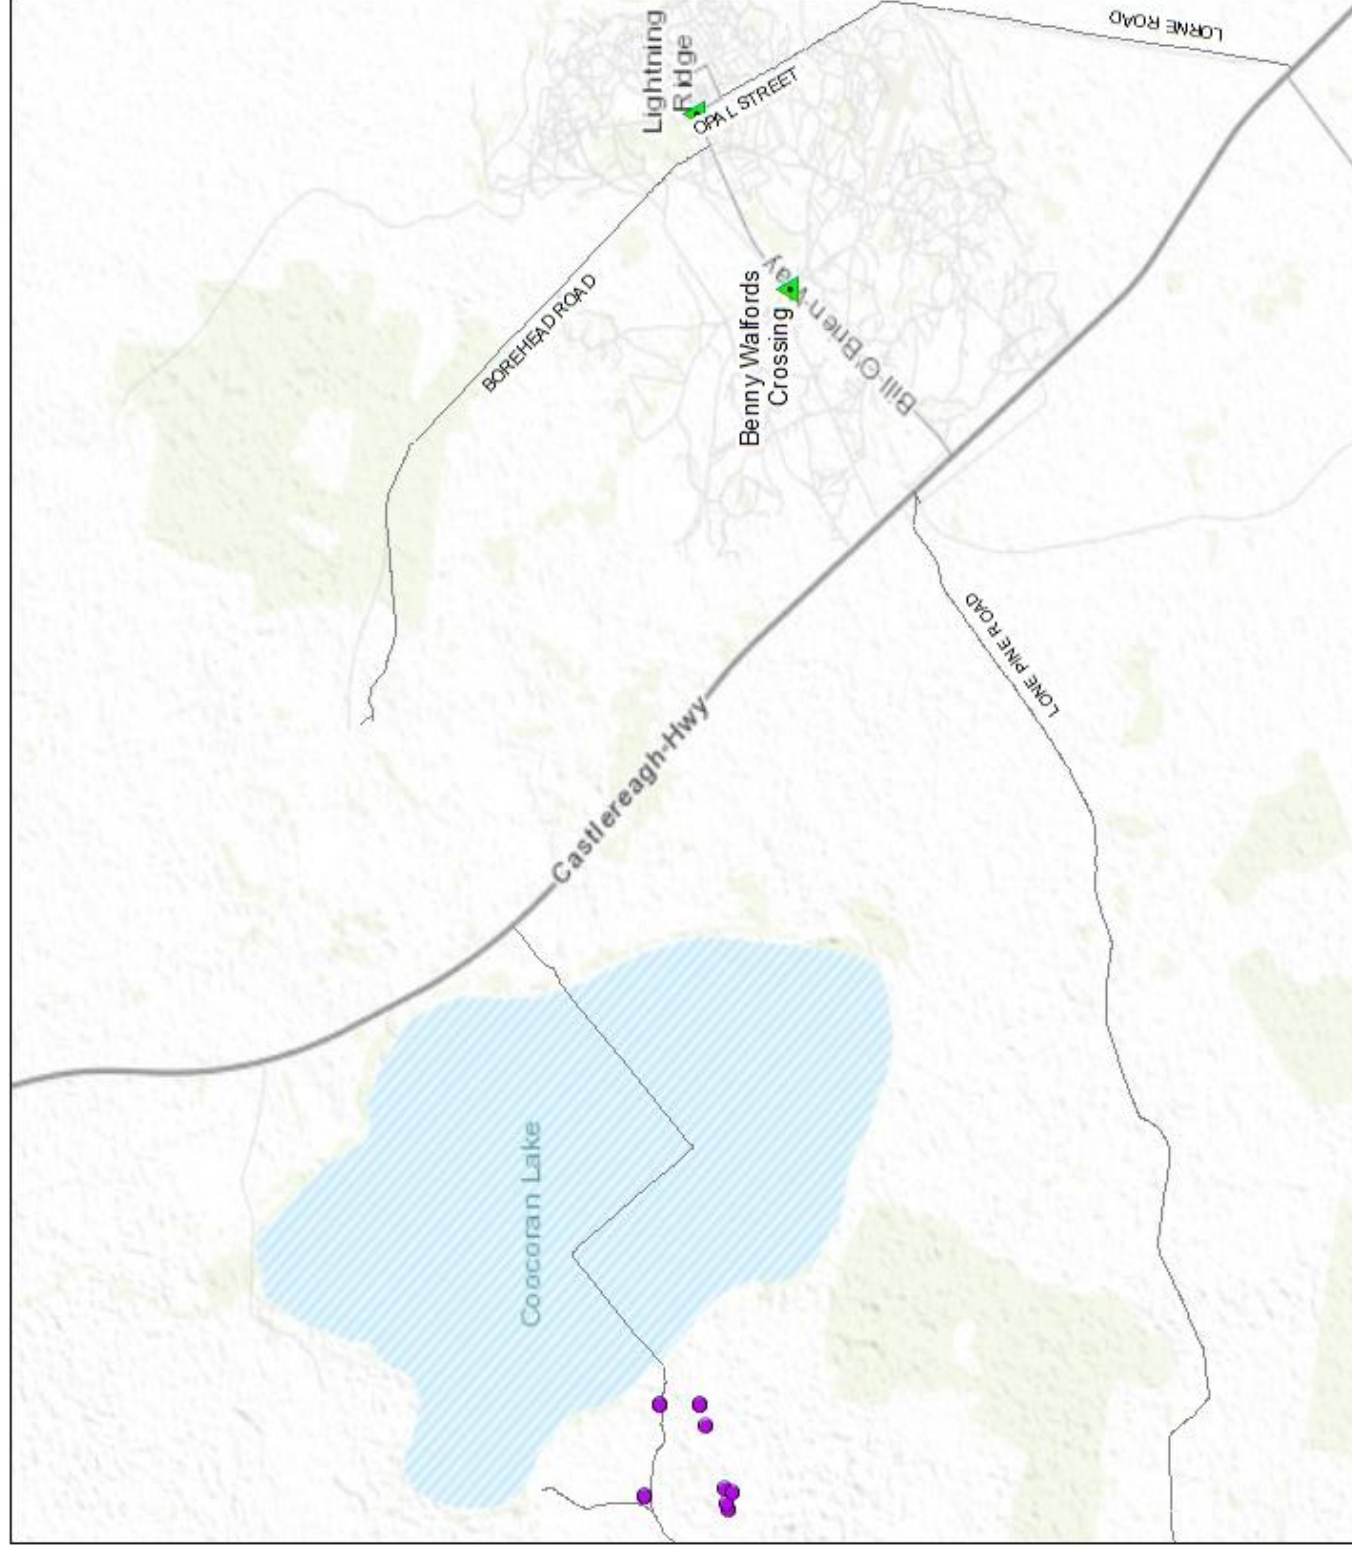 Lightning
Ridge
OPAL STREET
LORNE ROAD
BOREHEAD ROAD
Benny Walfords
Crossing
Bill-O'Brien-Way
Castlereagh-Hwy
LONE PINE ROAD
Coocoran Lake